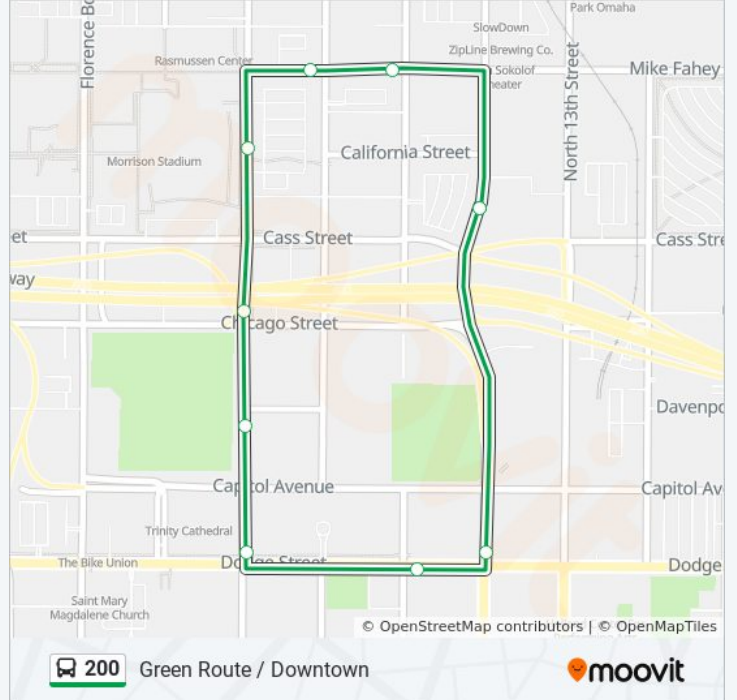 Park Omaha
SlowDown
Florence Bo
ZipLine Brewing Co.
Rasmussen Center
Sokolof
heater
Mike Fahey
North 13th Street
California Street
Morrison Stadium
et
Cass Street
Cass Stre
way
Chicago Street
Davenpo
Capitol Avenue
Capitol Av
Trinity Cathedral
The Bike Union
Dodge Street
Dodge
Saint Mary
Magdalene Church
© OpenStreetMap contributors | © OpenMapTiles
200 Green Route / Downtown
moovit